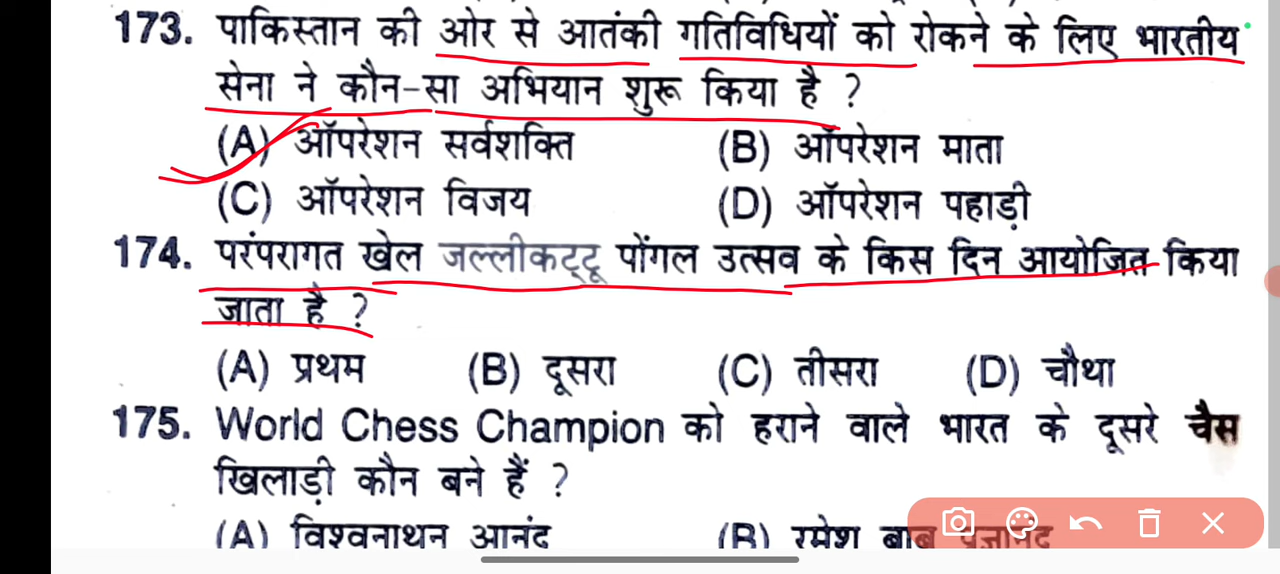 173. पाकिस्तान की ओर से आतंकी गतिविधियों को रोकने के लिए भारतीय
सेना ने कौन-सा अभियान शुरू किया है ?
(A) ऑपरेशन सर्वशक्ति (B) ऑपरेशन माता
(C) ऑपरेशन विजय (D) ऑपरेशन पहाड़ी
174. परंपरागत खेल जल्लीकट्टू पोंगल उत्सव के किस दिन आयोजित किया
जाता है ?
(A) प्रथम (B) दूसरा (C) तीसरा (D) चौथा
175. World Chess Champion को हराने वाले भारत के दूसरे चैस
खिलाड़ी कौन बने हैं ?
(A) विश्वनाथन आनंद (B) रमेश बाबू